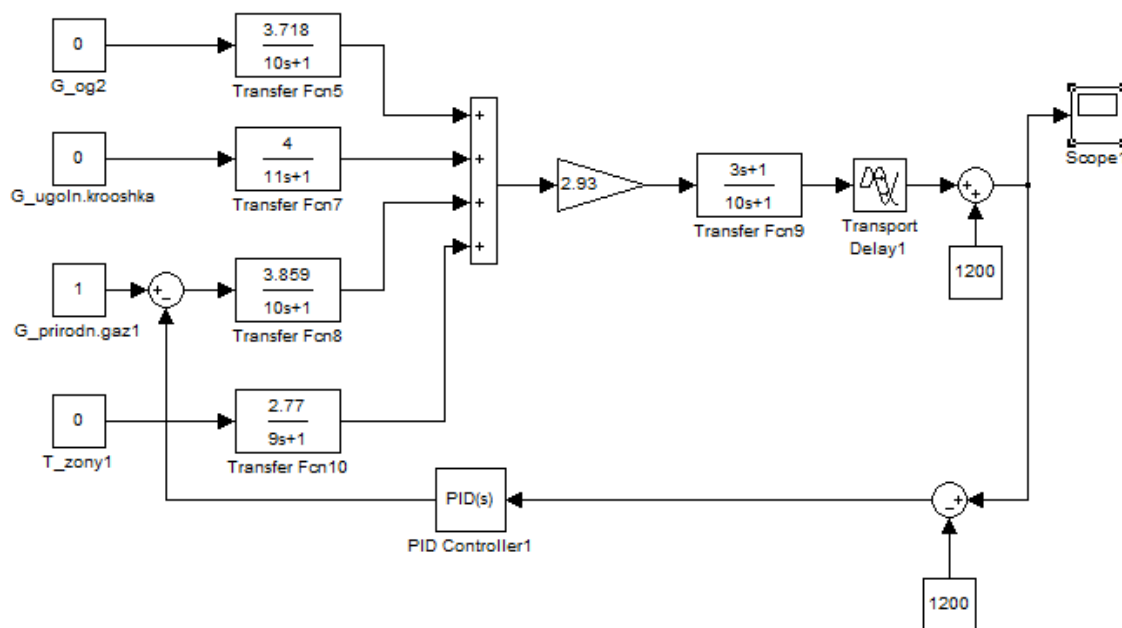 0
G_og2
3.718
10s+1
Transfer Fcn5
0
G_ugoln.krooshka
4
11s+1
Transfer Fcn7
1
G_prirodn.gaz1
+
−
3.859
10s+1
Transfer Fcn8
0
T_zony1
2.77
9s+1
Transfer Fcn10
+
+
+
+
2.93
3s+1
10s+1
Transfer Fcn9
Transport
Delay1
+
+
1200
Scope1
PID(s)
PID Controller1
+
−
1200